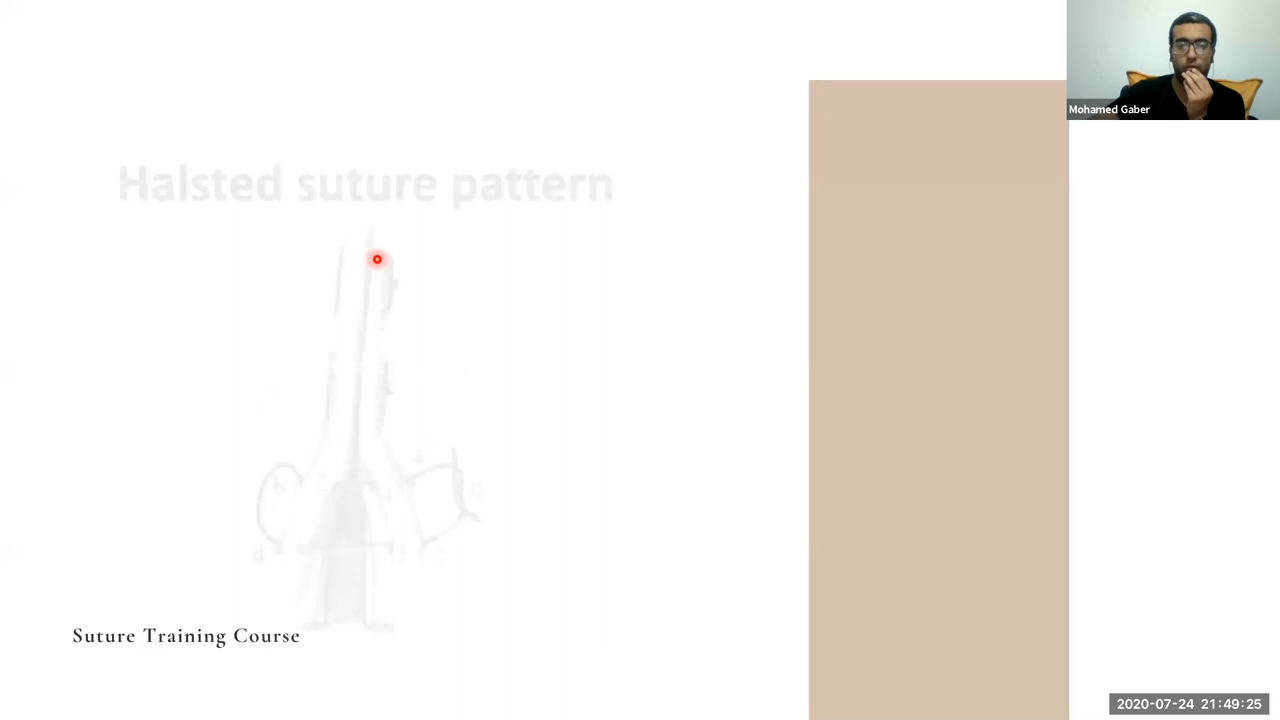 Mohamed Gaber
Halsted suture pattern
Suture Training Course
2020-07-24 21:49:25